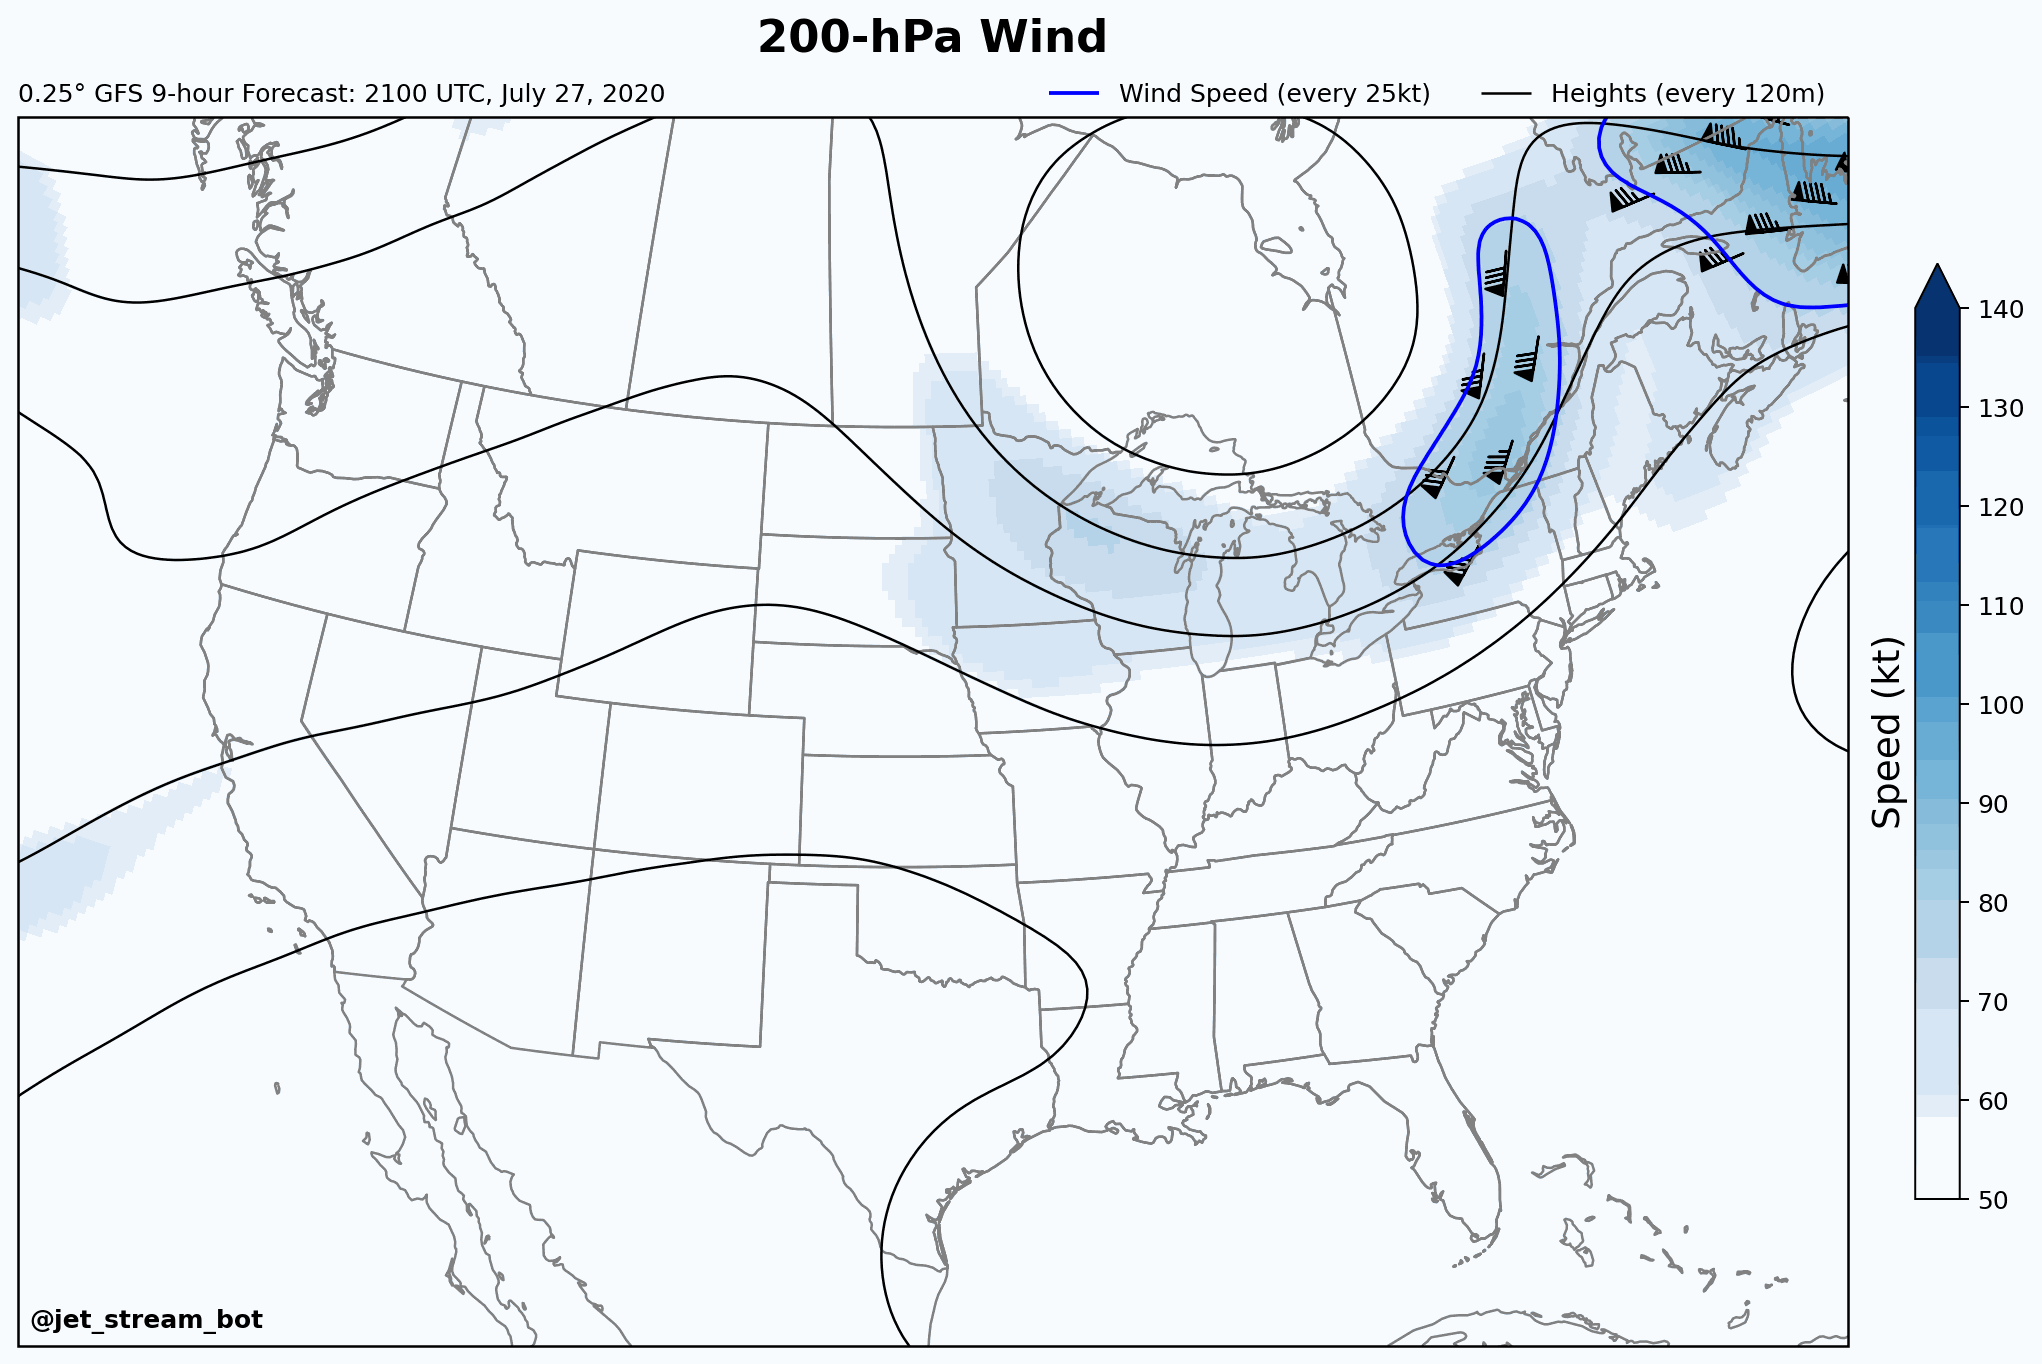 200-hPa Wind
0.25° GFS 9-hour Forecast: 2100 UTC, July 27, 2020
Wind Speed (every 25kt)
Heights (every 120m)
140
130
120
110
100
90
80
70
60
50
Speed (kt)
@jet_stream_bot